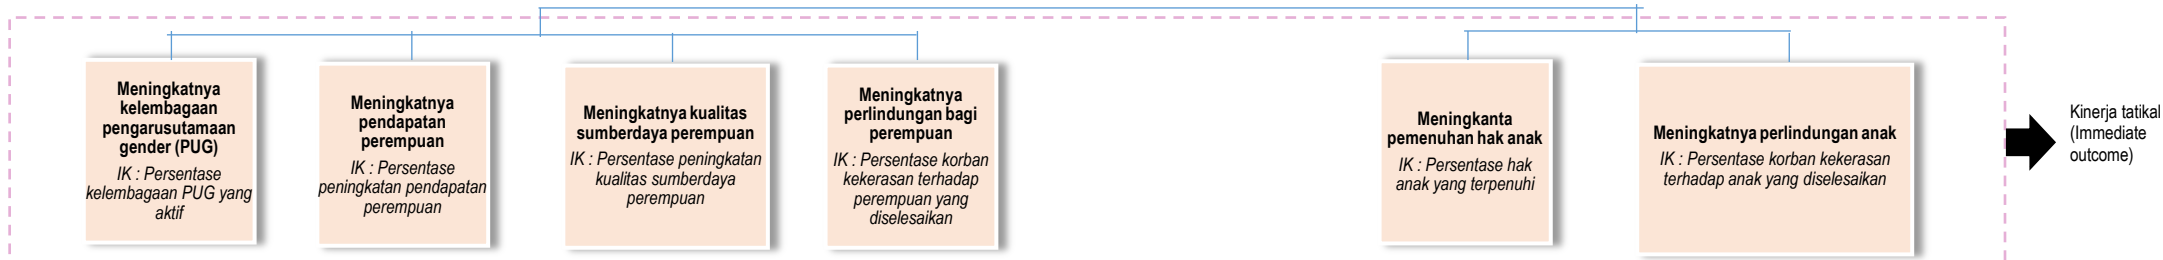 Meningkatnya
kelembagaan
pengarusutamaan
gender (PUG)
IK : Persentase
kelembagaan PUG yang
aktif
Meningkatnya
pendapatan
perempuan
IK : Persentase
peningkatan pendapatan
perempuan
Meningkatnya kualitas
sumberdaya perempuan
IK : Persentase peningkatan
kualitas sumberdaya
perempuan
Meningkatnya
perlindungan bagi
perempuan
IK : Persentase korban
kekerasan terhadap
perempuan yang
diselesaikan
Meningkanta
pemenuhan hak anak
IK : Persentase hak
anak yang terpenuhi
Meningkatnya perlindungan anak
IK : Persentase korban kekerasan
terhadap anak yang diselesaikan
Kinerja tatikal
(Immediate
outcome)